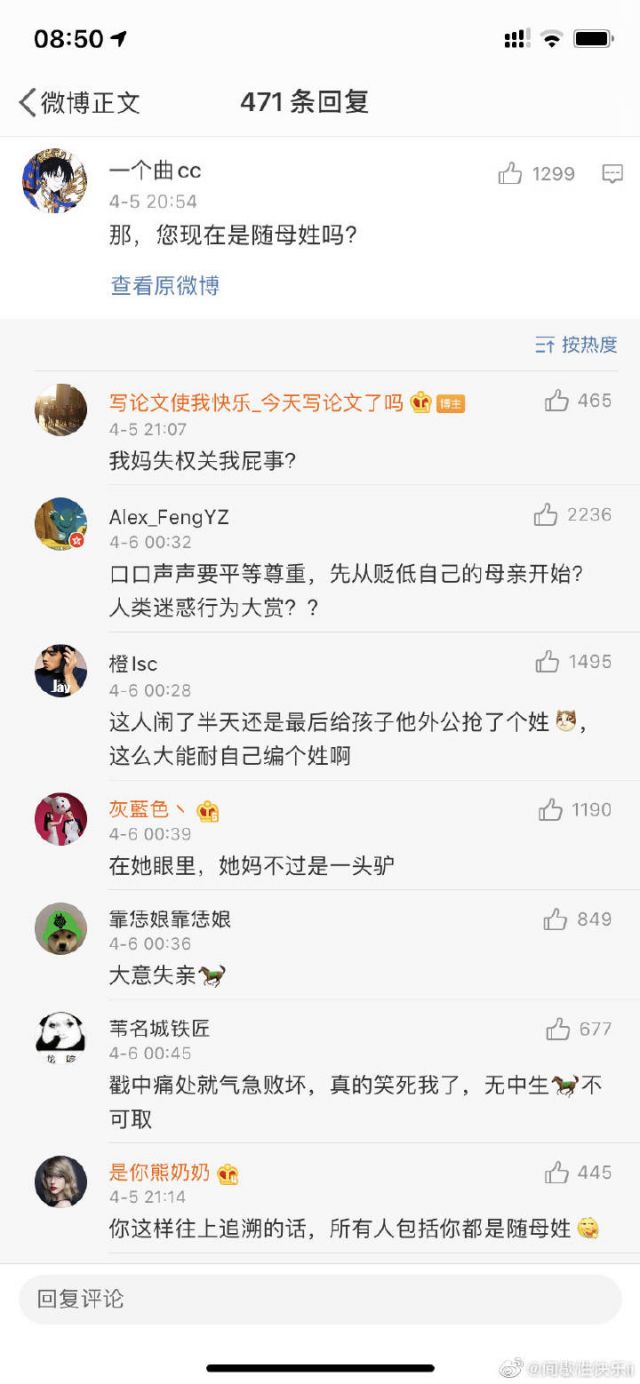 08:50
微博正文
471 条回复
一个曲cc
1299
4-5 20:54
那，您现在是随母姓吗？
查看原微博
按热度
写论文使我快乐_今天写论文了吗 博主
465
4-5 21:07
我妈失权关我屁事？
Alex_FengYZ
2236
4-6 00:32
口口声声要平等尊重，先从贬低自己的母亲开始？
人类迷惑行为大赏？？
橙lsc
1495
4-6 00:28
这人闹了半天还是最后给孩子他外公抢了个姓，
这么大能耐自己编个姓啊
Jay
灰藍色丶
1190
4-6 00:39
在她眼里，她妈不过是一头驴
靠恁娘靠恁娘
849
4-6 00:36
大意失亲🐎
苇名城铁匠
677
4-6 00:45
戳中痛处就气急败坏，真的笑死我了，无中生🐎不
可取
是你熊奶奶
445
4-5 21:14
你这样往上追溯的话，所有人包括你都是随母姓
回复评论